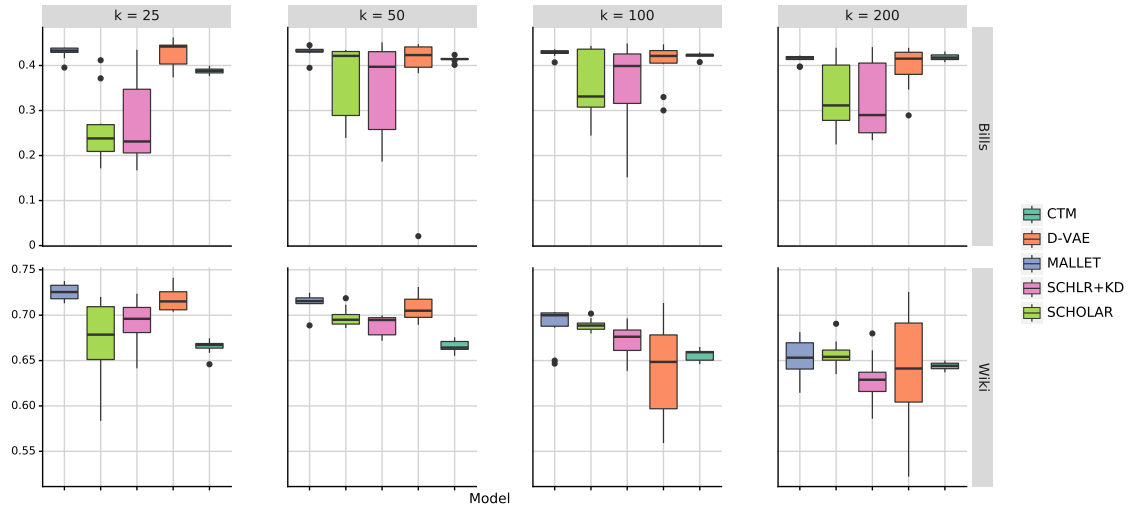 k = 25
k = 50
k = 100
k = 200
0.4
0.3
0.2
0.1
0
Bills
0.75
0.70
0.65
0.60
0.55
Wiki
Model
CTM
D-VAE
MALLET
SCHLR+KD
SCHOLAR